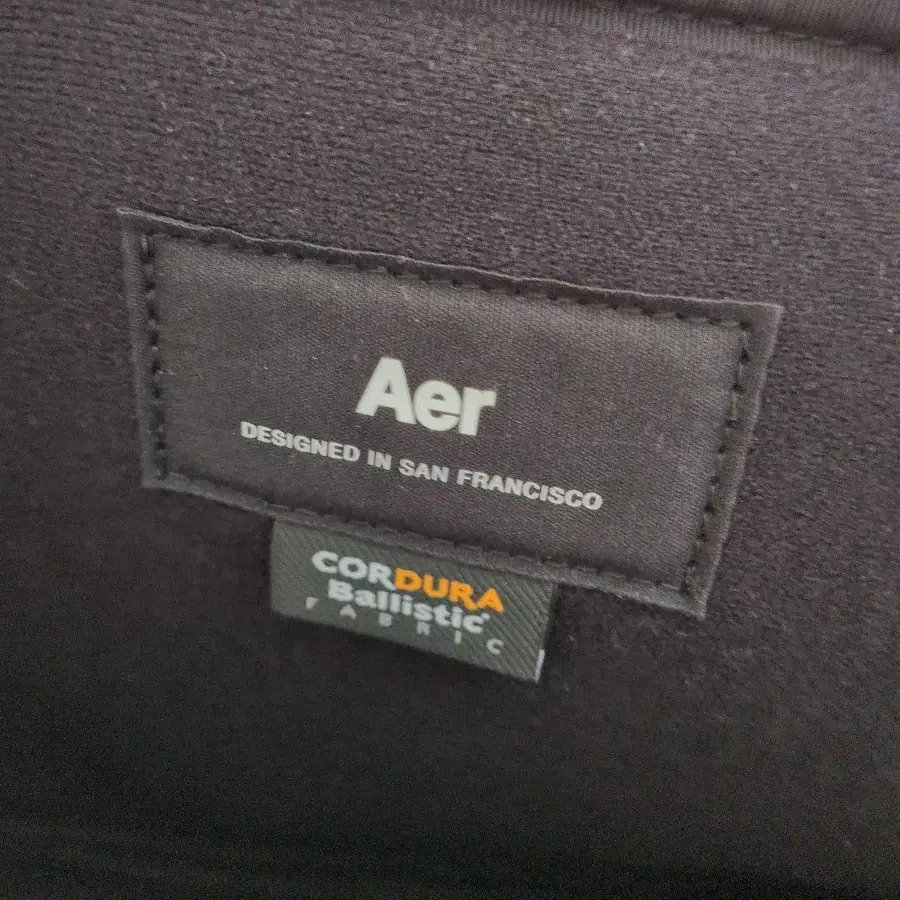 Aer
DESIGNED IN SAN FRANCISCO
CORDURA
Ballistic®
FABRIC